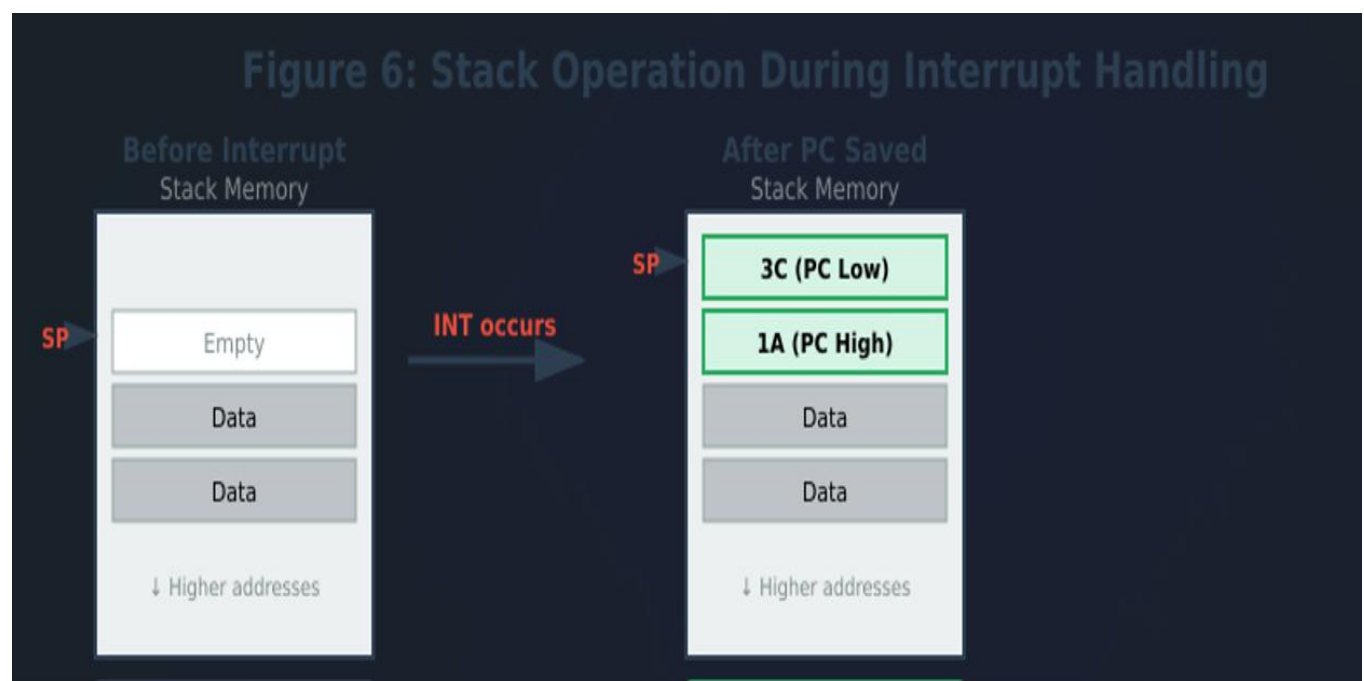 Figure 6: Stack Operation During Interrupt Handling
Before Interrupt
Stack Memory
SP
Empty
Data
Data
↓ Higher addresses
INT occurs
After PC Saved
Stack Memory
SP
3C (PC Low)
1A (PC High)
Data
Data
↓ Higher addresses